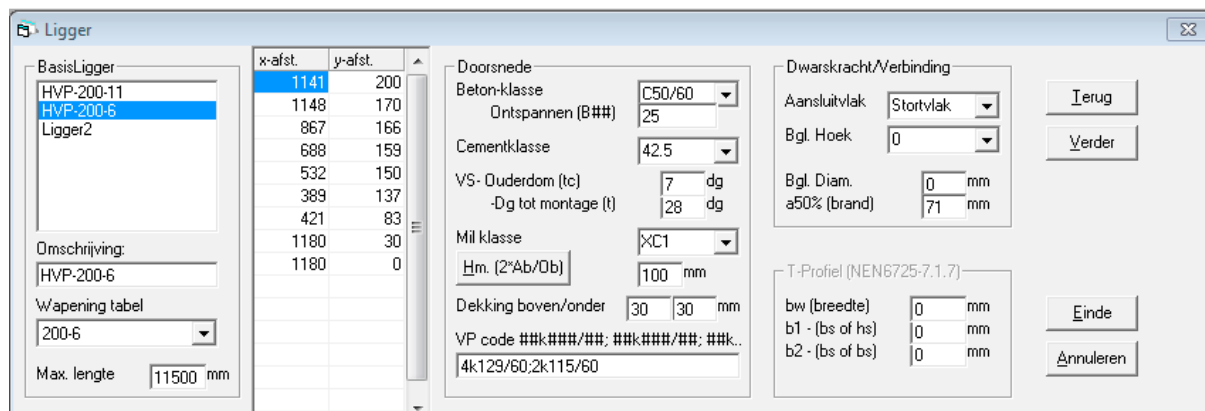 Ligger
BasisLigger
HVP-200-11
HVP-200-6
Ligger2
Omschrijving:
HVP-200-6
Wapening tabel
200-6
Max. lengte 11500 mm
x-afst. y-afst.
1141 200
1148 170
867 166
688 159
532 150
389 137
421 83
1180 30
1180 0
Doorsnede
Beton-klasse C50/60
Ontspannen (B##) 25
Cementklasse 42.5
VS- Ouderdom (tc) 7 dg
-Dg tot montage (t) 28 dg
Mil klasse XC1
Hm. (2*Ab/Ob) 100 mm
Dekking boven/onder 30 30 mm
VP code ##k###/##; ##k###/##; ##k..
4k129/60;2k115/60
Dwarskracht/Verbinding
Aansluitvlak Stortvlak
Bgl. Hoek 0
Bgl. Diam. 0 mm
a50% (brand) 71 mm
T-Profiel (NEN6725-7.1.7)
bw (breedte) 0 mm
b1 - (bs of hs) 0 mm
b2 - (bs of bs) 0 mm
Terug
Verder
Einde
Annuleren